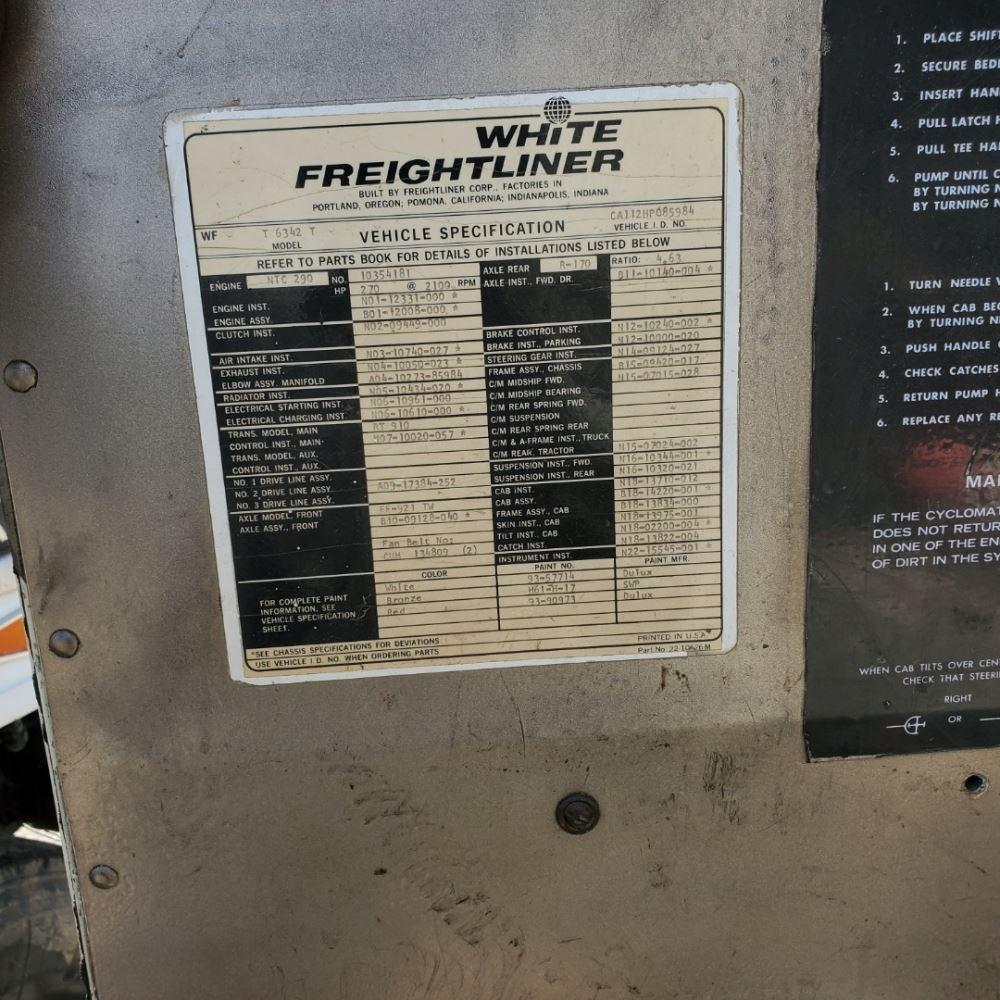 WHITE
FREIGHTLINER
BUILT BY FREIGHTLINER CORP., FACTORIES IN
PORTLAND, OREGON; POMONA, CALIFORNIA; INDIANAPOLIS, INDIANA
WF T 6342 T CA112HP085984
MODEL VEHICLE SPECIFICATION VEHICLE I.D. NO.
REFER TO PARTS BOOK FOR DETAILS OF INSTALLATIONS LISTED BELOW
ENGINE NTC 290 NO. 10354181
HP 270 @ 2100 RPM
ENGINE INST. N01-12331-000 *
ENGINE ASSY. B01-12008-000 *
CLUTCH INST. N02-09449-000
AIR INTAKE INST. N03-10740-027 *
EXHAUST INST. N04-10050-023 *
ELBOW ASSY. MANIFOLD A04-10273-85984
RADIATOR INST. N05-10434-020 *
ELECTRICAL STARTING INST. N06-10961-000
ELECTRICAL CHARGING INST. N06-10610-000 *
TRANS. MODEL, MAIN RT 910
CONTROL INST., MAIN N07-10020-057 *
TRANS. MODEL, AUX.
CONTROL INST., AUX.
NO. 1 DRIVE LINE ASSY. A09-17384-252
NO. 2 DRIVE LINE ASSY.
NO. 3 DRIVE LINE ASSY.
AXLE MODEL, FRONT FF-921 TW
AXLE ASSY., FRONT B10-09128-040 *
Fan Belt No:
CUM 134809 (2)
AXLE REAR R-170 RATIO: 4.63
AXLE INST., FWD. DR. B11-10140-004 *
BRAKE CONTROL INST. N12-10240-002 *
BRAKE INST., PARKING N12-10000-020
STEERING GEAR INST. N14-09124-027
FRAME ASSY., CHASSIS B15-09420-017
C/M MIDSHIP FWD. N15-07015-028
C/M MIDSHIP BEARING
C/M REAR SPRING FWD.
C/M SUSPENSION
C/M REAR SPRING REAR
C/M & A-FRAME INST., TRUCK
C/M REAR, TRACTOR N15-07024-002
SUSPENSION INST., FWD. N16-10344-001 *
SUSPENSION INST., REAR N16-10320-021
CAB INST. N18-13710-012
CAB ASSY. B18-14220-001 *
FRAME ASSY., CAB B18-13834-000
SKIN INST., CAB N18-13975-001
TILT INST., CAB N18-02200-004
CATCH INST. N18-13822-004
INSTRUMENT INST. N22-15545-001 *
COLOR PAINT NO. PAINT MFR.
FOR COMPLETE PAINT
INFORMATION, SEE
VEHICLE SPECIFICATION
SHEET.
White 93-57714 Dulux
Bronze H61-H-17 SWP
Red 93-90973 Dulux
*SEE CHASSIS SPECIFICATIONS FOR DEVIATIONS PRINTED IN U.S.A.
USE VEHICLE I.D. NO. WHEN ORDERING PARTS Part No. 22-10626M
1. PLACE SHIFT
2. SECURE
3. INSERT
4. PULL LATCH
5. PULL TEE
6. PUMP UNTIL
BY TURNING
BY TURNING
1. TURN NEEDLE
2. WHEN CAB
BY TURNING
3. PUSH HANDLE
4. CHECK CATCHES
5. RETURN PUMP
6. REPLACE ANY
IF THE
DOES NOT
IN ONE OF THE
OF DIRT IN THE
WHEN CAB TILTS OVER
CHECK THAT
RIGHT
OR